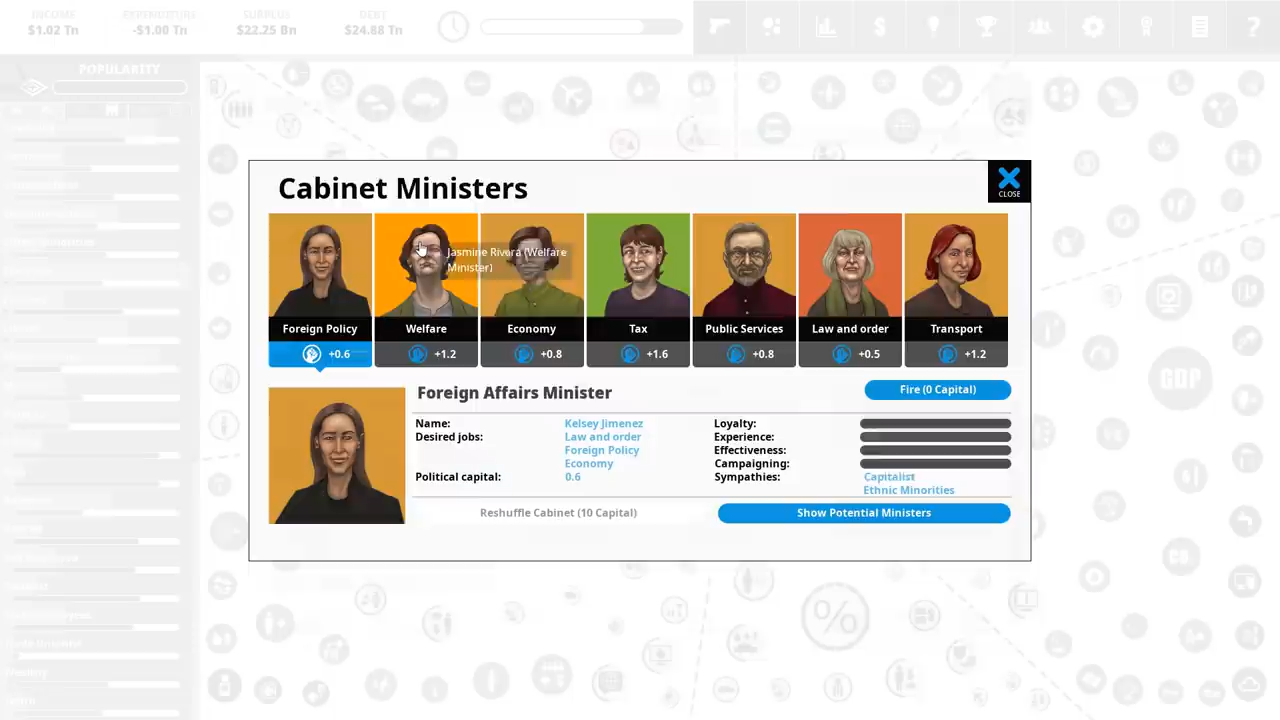 INCOME EXPENDITURE SURPLUS DEBT
$1.02 Tn -$1.00 Tn $22.25 Bn $24.88 Tn
POPULARITY
Cabinet Ministers
CLOSE
Jasmine Rivera (Welfare
Minister)
Foreign Policy Welfare Economy Tax Public Services Law and order Transport
+0.6 +1.2 +0.8 +1.6 +0.8 +0.5 +1.2
Foreign Affairs Minister
Fire (0 Capital)
Name: Kelsey Jimenez Loyalty:
Desired jobs: Law and order Experience:
Foreign Policy Effectiveness:
Economy Campaigning:
Political capital: 0.6 Sympathies: Capitalist
Ethnic Minorities
Reshuffle Cabinet (10 Capital) Show Potential Ministers
GDP
CB
%
?